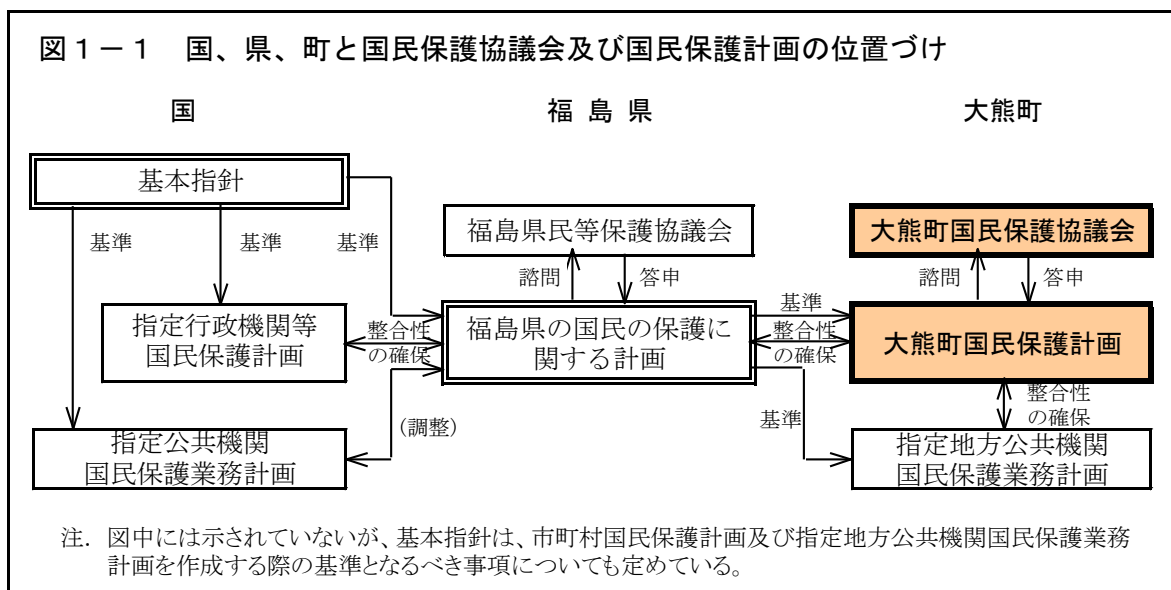 図１－１　国、県、町と国民保護協議会及び国民保護計画の位置づけ
国
福 島 県
大熊町
基本指針
基準
基準
基準
福島県民等保護協議会
諮問
答申
大熊町国民保護協議会
諮問
答申
指定行政機関等
国民保護計画
整合性
の確保
福島県の国民の保護に
関する計画
基準
整合性
の確保
大熊町国民保護計画
(調整)
基準
整合性
の確保
指定公共機関
国民保護業務計画
指定地方公共機関
国民保護業務計画
注．図中には示されていないが、基本指針は、市町村国民保護計画及び指定地方公共機関国民保護業務
計画を作成する際の基準となるべき事項についても定めている。